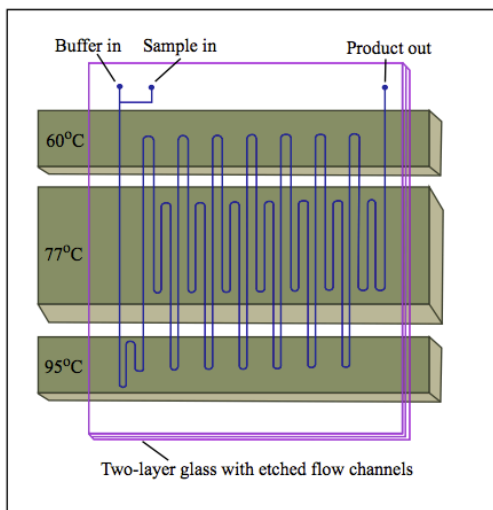 Buffer in
Sample in
Product out
60°C
77°C
95°C
Two-layer glass with etched flow channels